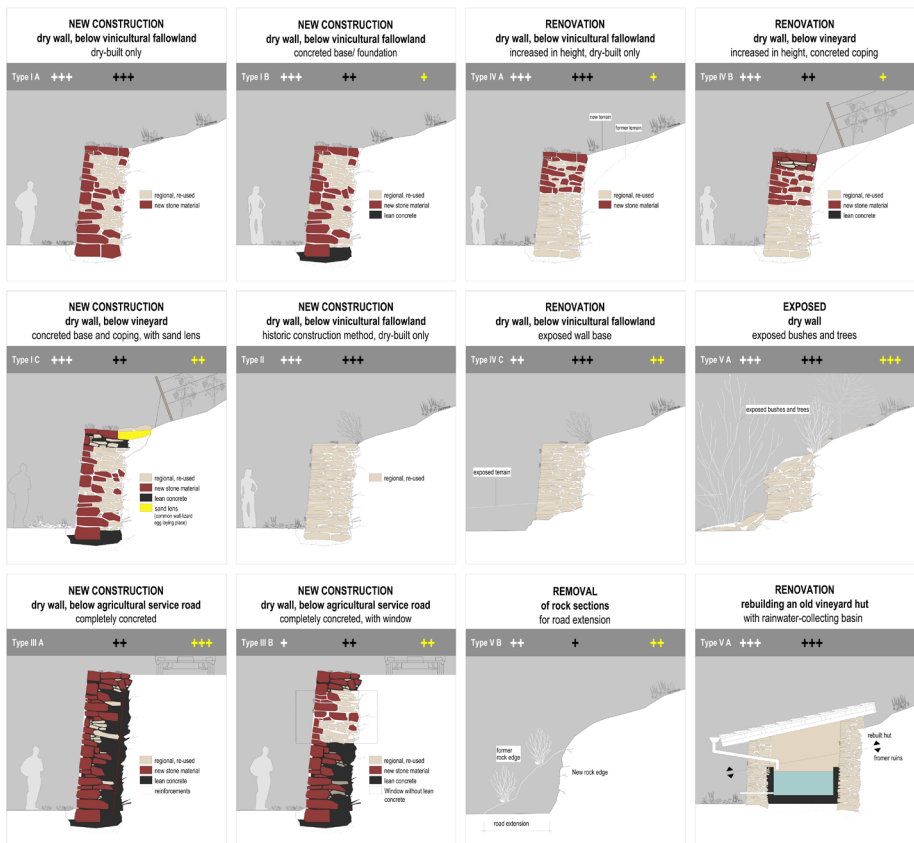 NEW CONSTRUCTION
dry wall, below vinicultural fallowland
dry-built only
Type I A +++ +++
regional, re-used
new stone material
NEW CONSTRUCTION
dry wall, below vinicultural fallowland
concreted base/ foundation
Type I B +++ ++ +
regional, re-used
new stone material
lean concrete
RENOVATION
dry wall, below vinicultural fallowland
increased in height, dry-built only
Type IV A +++ +++ +
new terrain
former terrain
regional, re-used
new stone material
RENOVATION
dry wall, below vineyard
increased in height, concreted coping
Type IV B +++ ++ +
regional, re-used
new stone material
lean concrete
NEW CONSTRUCTION
dry wall, below vineyard
concreted base and coping, with sand lens
Type I C +++ ++ ++
regional, re-used
new stone material
lean concrete
sand lens
(common wall-lizard
egg laying place)
NEW CONSTRUCTION
dry wall, below vinicultural fallowland
historic construction method, dry-built only
Type II +++ +++
regional, re-used
RENOVATION
dry wall, below vinicultural fallowland
exposed wall base
Type IV C ++ +++ ++
exposed terrain
regional, re-used
EXPOSED
dry wall
exposed bushes and trees
Type V A +++ +++ +++
exposed bushes and trees
NEW CONSTRUCTION
dry wall, below agricultural service road
completely concreted
Type III A ++ +++
regional, re-used
new stone material
lean concrete
reinforcements
NEW CONSTRUCTION
dry wall, below agricultural service road
completely concreted, with window
Type III B + ++ ++
regional, re-used
new stone material
lean concrete
Window without lean
concrete
REMOVAL
of rock sections
for road extension
Type V B ++ + ++
former
rock edge
New rock edge
road extension
RENOVATION
rebuilding an old vineyard hut
with rainwater-collecting basin
Type V A +++ +++
rebuilt hut
fromer ruins